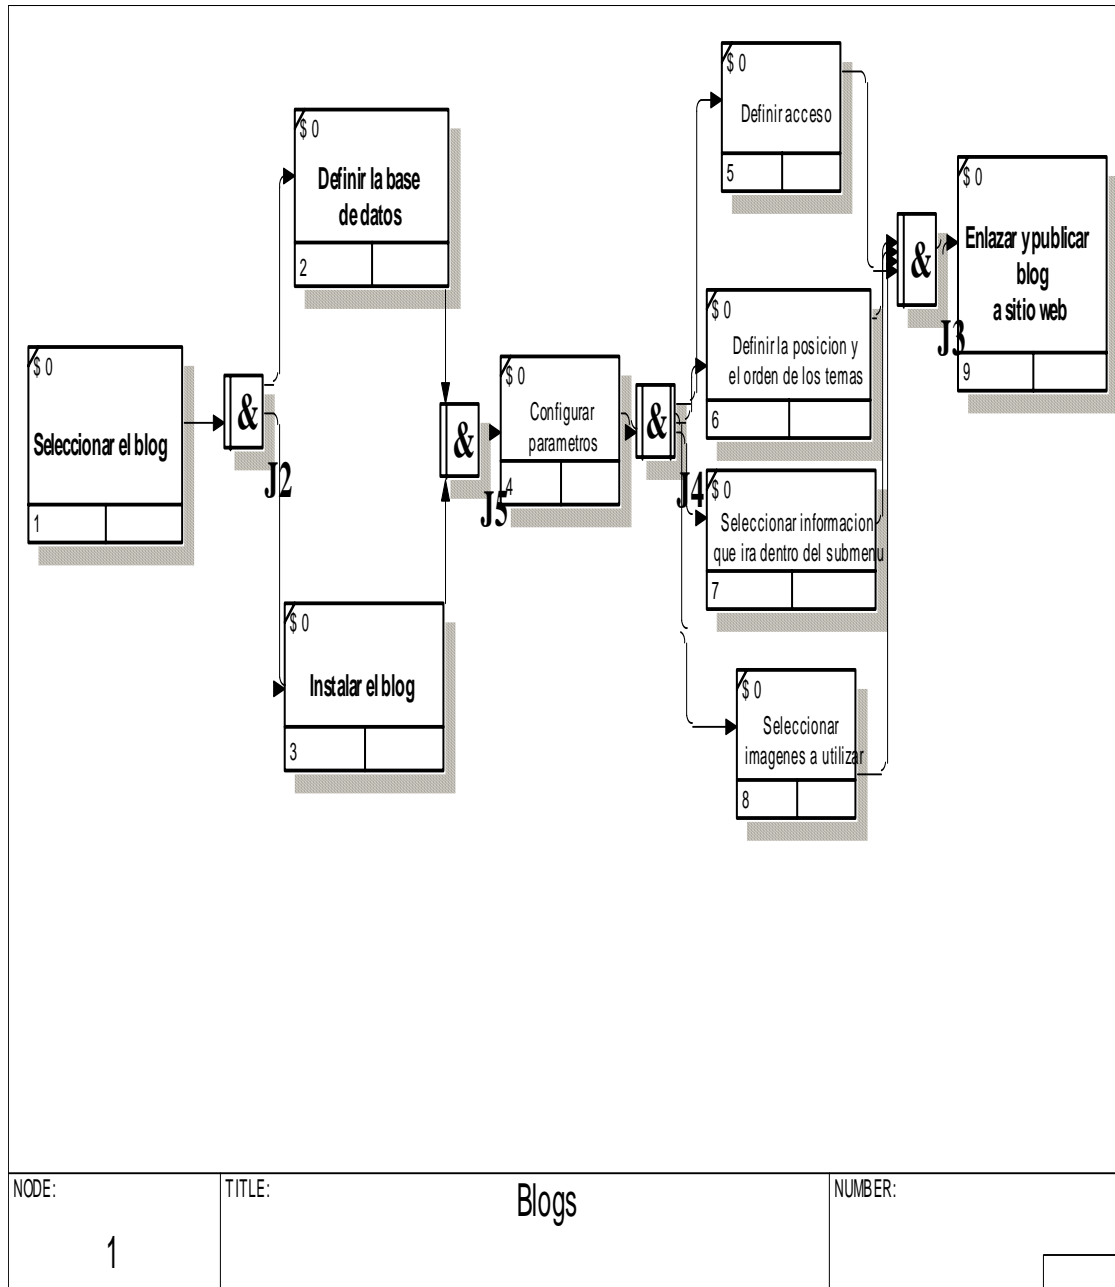 $ 0
Seleccionar el blog
1
&
J2
$ 0
Definir la base
de datos
2
$ 0
Instalar el blog
3
&
J5
$ 0
Configurar
parametros
4
&
J4
$ 0
Definir acceso
5
$ 0
Definir la posicion y
el orden de los temas
6
$ 0
Seleccionar informacion
que ira dentro del submenu
7
$ 0
Seleccionar
imagenes a utilizar
8
&
J3
$ 0
Enlazar y publicar
blog
a sitio web
9
NODE:
1
TITLE:
Blogs
NUMBER: